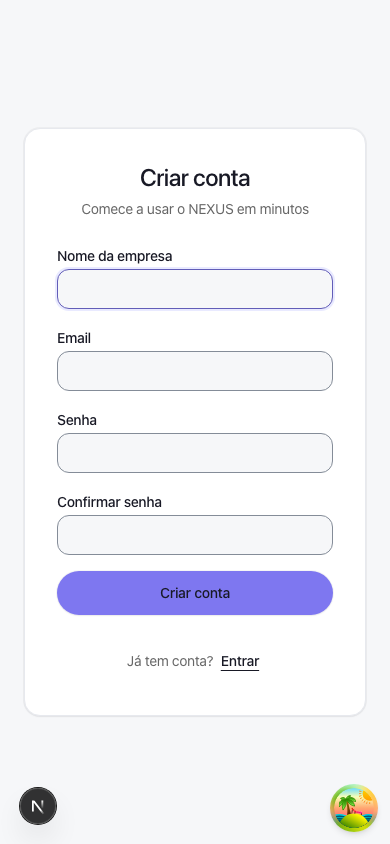 Criar conta
Comece a usar o NEXUS em minutos
Nome da empresa
Email
Senha
Confirmar senha
Criar conta
Já tem conta? Entrar
N